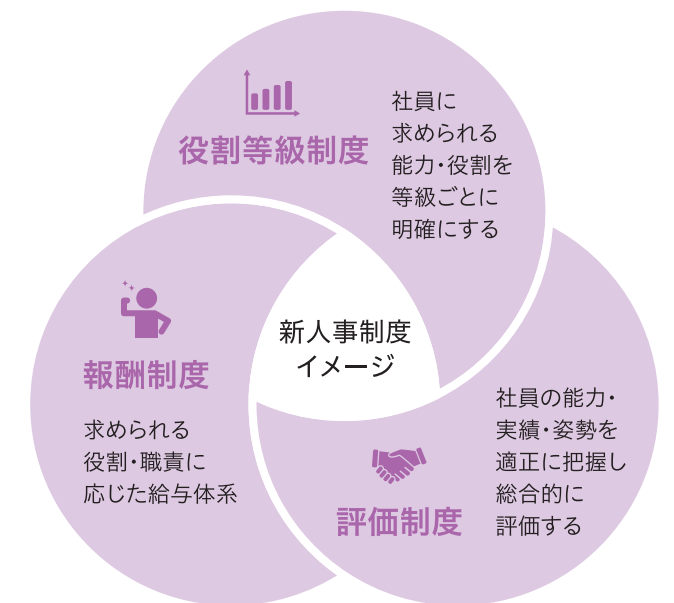 役割等級制度
社員に
求められる
能力・役割を
等級ごとに
明確にする
新人事制度
イメージ
報酬制度
求められる
役割・職責に
応じた給与体系
評価制度
社員の能力・
実績・姿勢を
適正に把握し
総合的に
評価する